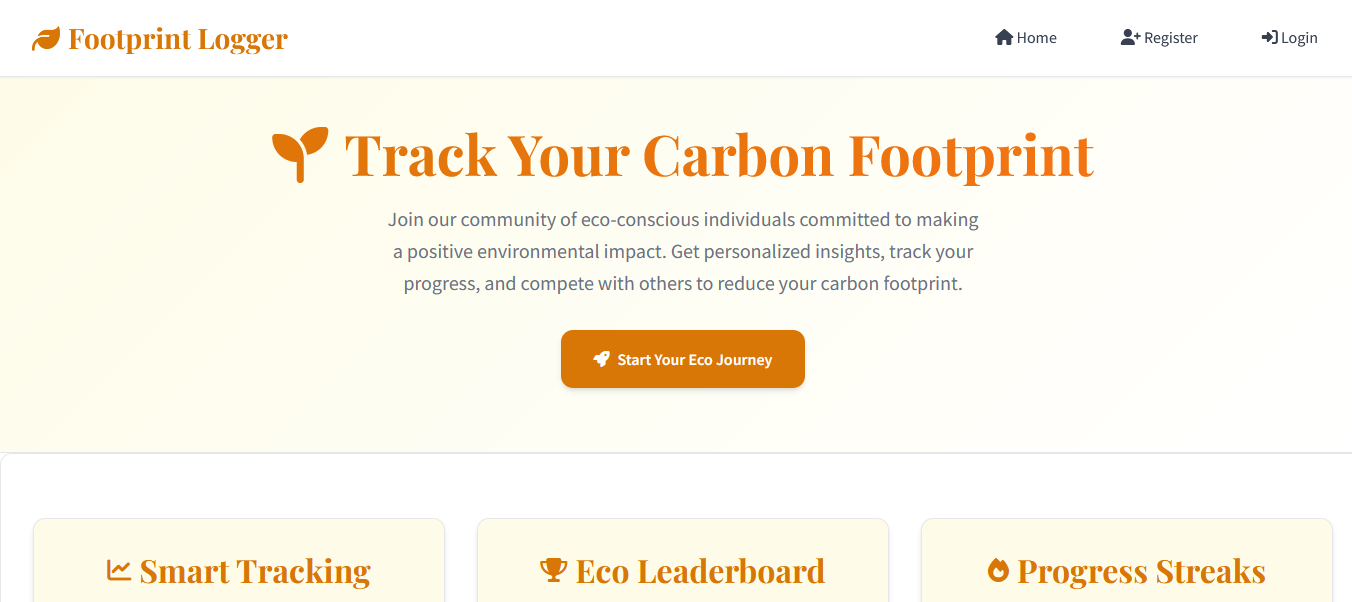 Footprint Logger
Home
Register
Login
Track Your Carbon Footprint
Join our community of eco-conscious individuals committed to making
a positive environmental impact. Get personalized insights, track your
progress, and compete with others to reduce your carbon footprint.
Start Your Eco Journey
Smart Tracking
Eco Leaderboard
Progress Streaks